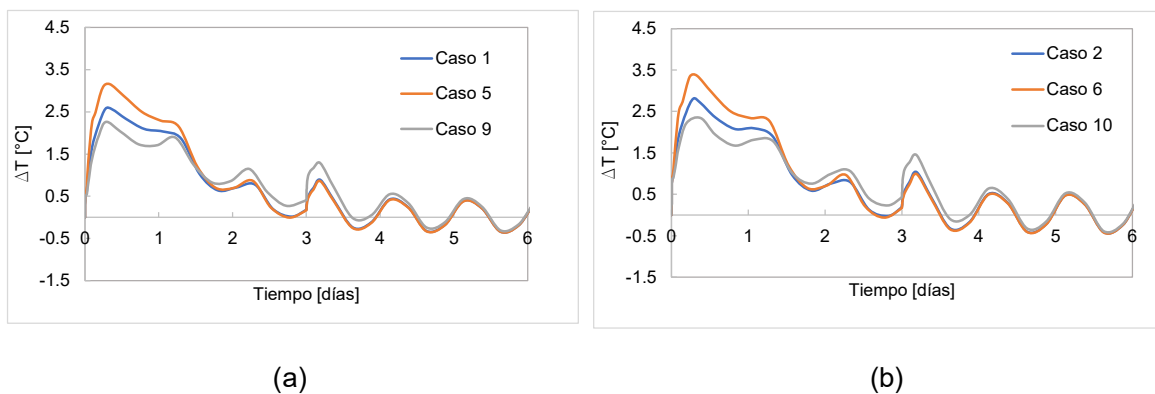 4.5
3.5
2.5
1.5
0.5
-0.5
-1.5
0 1 2 3 4 5 6
ΔT [°C]
Tiempo [días]
Caso 1
Caso 5
Caso 9
(a)
4.5
3.5
2.5
1.5
0.5
-0.5
-1.5
0 1 2 3 4 5 6
ΔT [°C]
Tiempo [días]
Caso 2
Caso 6
Caso 10
(b)